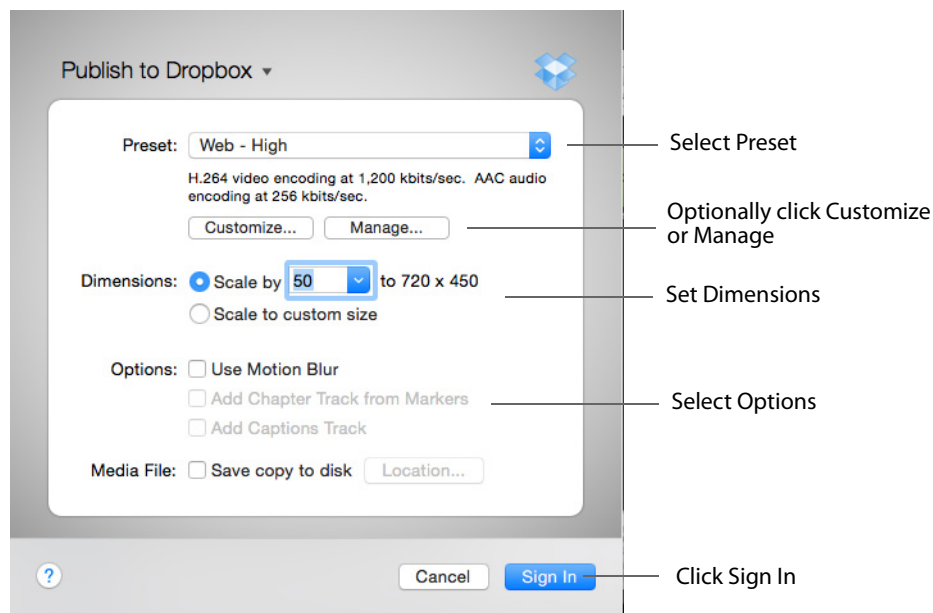 Publish to Dropbox
Preset: Web - High
Select Preset
H.264 video encoding at 1,200 kbits/sec.  AAC audio
encoding at 256 kbits/sec.
Customize... Manage...
Optionally click Customize
or Manage
Dimensions: Scale by 50 to 720 x 450
Set Dimensions
Scale to custom size
Options: Use Motion Blur
Add Chapter Track from Markers
Select Options
Add Captions Track
Media File: Save copy to disk Location...
? Cancel Sign In
Click Sign In